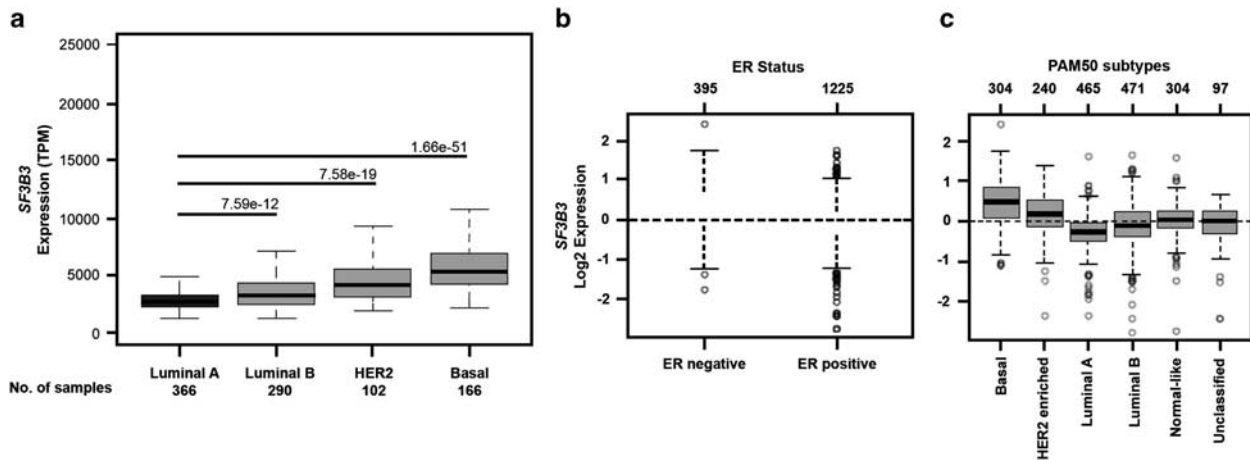 a
SF3B3
Expression (TPM)
25000
20000
15000
10000
5000
0
1.66e-51
7.58e-19
7.59e-12
Luminal A Luminal B HER2 Basal
No. of samples 366 290 102 166
b
ER Status
395 1225
SF3B3
Log2 Expression
2
1
0
-1
-2
ER negative ER positive
c
PAM50 subtypes
304 240 465 471 304 97
2
1
0
-1
-2
Basal
HER2 enriched
Luminal A
Luminal B
Normal-like
Unclassified